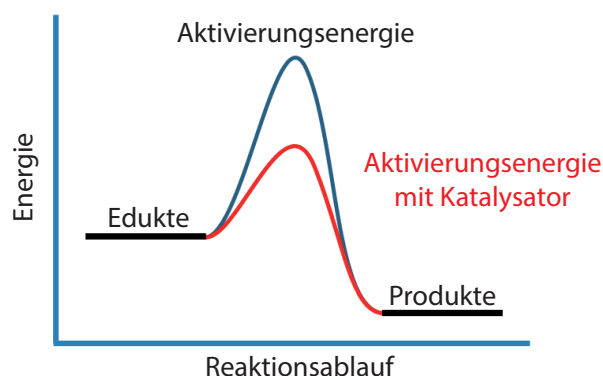 Aktivierungsenergie
Energie
Aktivierungsenergie
mit Katalysator
Edukte
Produkte
Reaktionsablauf